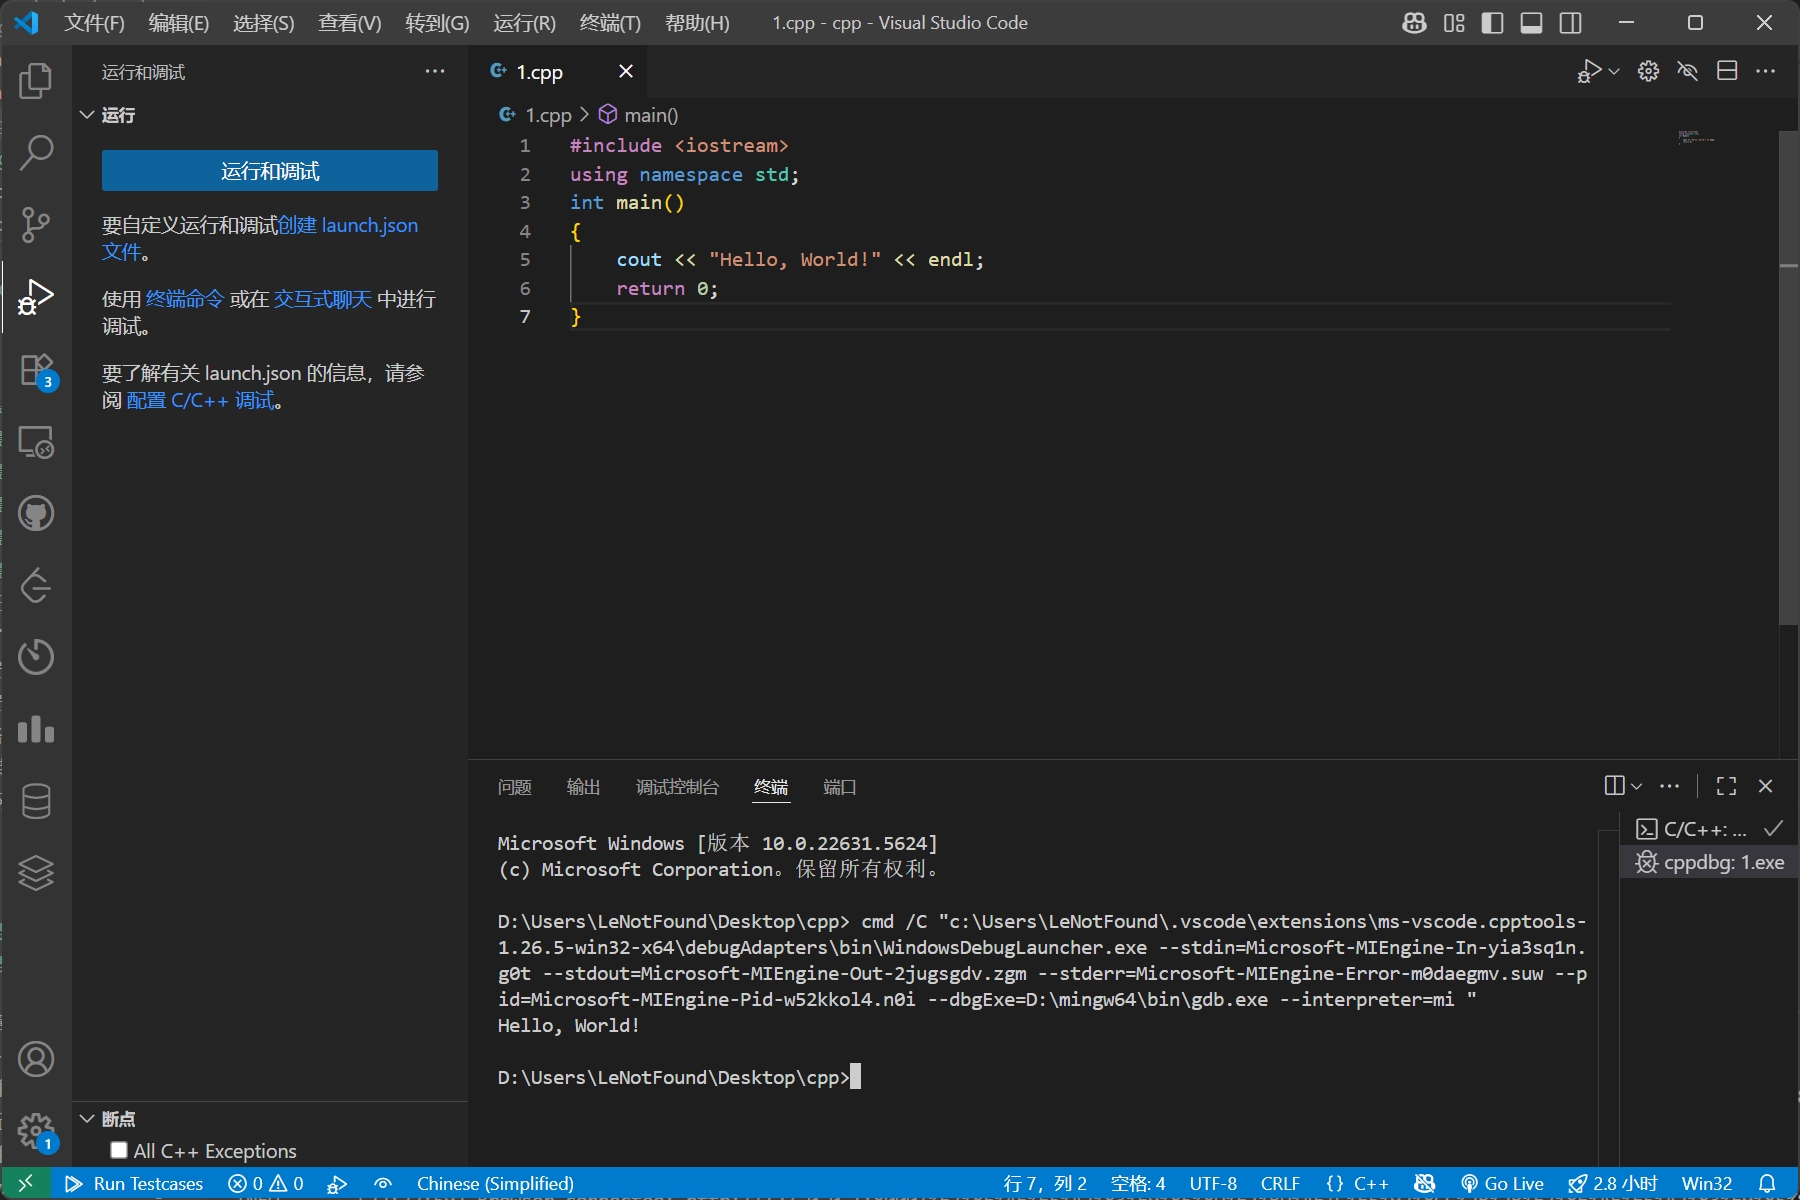 文件(F) 编辑(E) 选择(S) 查看(V) 转到(G) 运行(R) 终端(T) 帮助(H) 1.cpp - cpp - Visual Studio Code
运行和调试
运行
运行和调试
要自定义运行和调试创建 launch.json
文件。
使用 终端命令 或在 交互式聊天 中进行
调试。
要了解有关 launch.json 的信息，请参
阅 配置 C/C++ 调试。
3
1
断点
All C++ Exceptions
1.cpp
1.cpp > main()
1 #include <iostream>
2 using namespace std;
3 int main()
4 {
5     cout << "Hello, World!" << endl;
6     return 0;
7 }
问题 输出 调试控制台 终端 端口
Microsoft Windows [版本 10.0.22631.5624]
(c) Microsoft Corporation。保留所有权利。
D:\Users\LeNotFound\Desktop\cpp> cmd /C "c:\Users\LeNotFound\.vscode\extensions\ms-vscode.cpptools-
1.26.5-win32-x64\debugAdapters\bin\WindowsDebugLauncher.exe --stdin=Microsoft-MIEngine-In-yia3sq1n.
g0t --stdout=Microsoft-MIEngine-Out-2jugsgdv.zgm --stderr=Microsoft-MIEngine-Error-m0daegmv.suw --p
id=Microsoft-MIEngine-Pid-w52kkol4.n0i --dbgExe=D:\mingw64\bin\gdb.exe --interpreter=mi "
Hello, World!
D:\Users\LeNotFound\Desktop\cpp>
C/C++: ...
cppdbg: 1.exe
Run Testcases 0 0 Chinese (Simplified) 行 7，列 2 空格: 4 UTF-8 CRLF {} C++ Go Live 2.8 小时 Win32